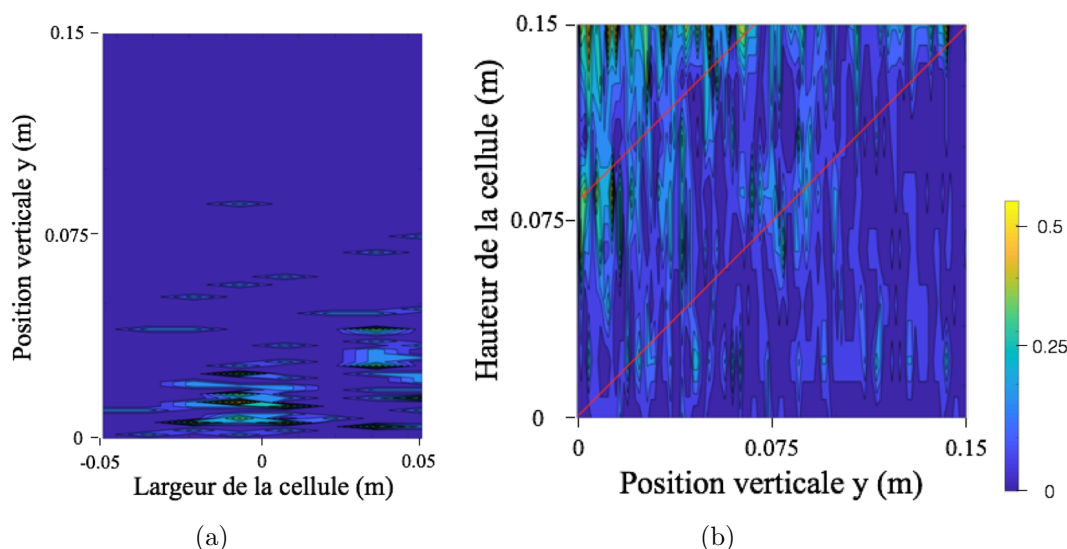 0.15
0.075
0
Position verticale y (m)
-0.05
0
0.05
Largeur de la cellule (m)
(a)
0.15
0.075
0
Hauteur de la cellule (m)
0
0.075
0.15
Position verticale y (m)
(b)
0.5
0.25
0